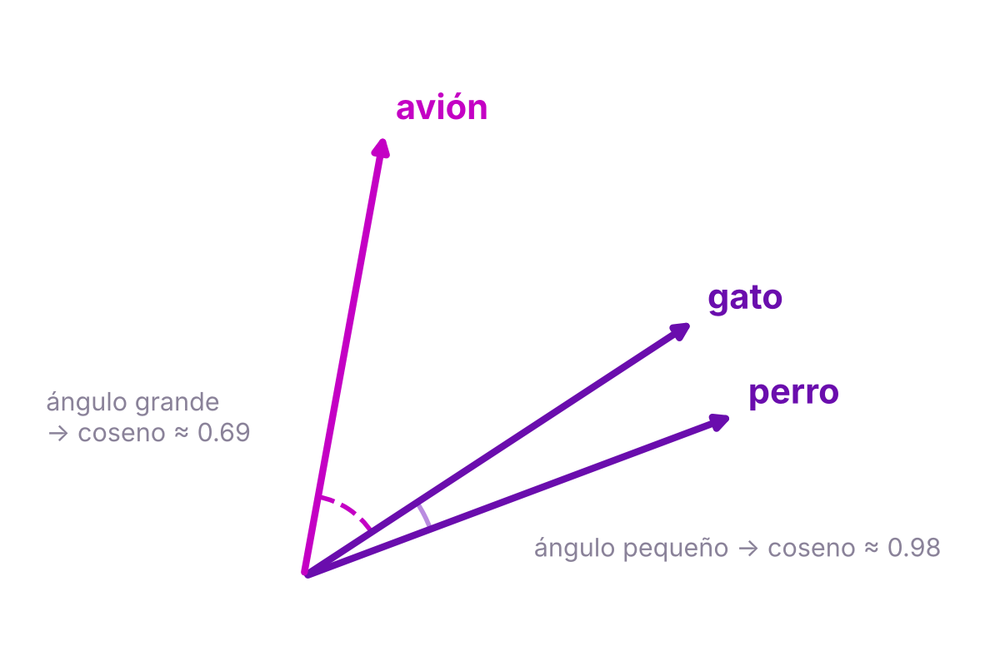 avión
gato
perro
ángulo grande
→ coseno ≈ 0.69
ángulo pequeño → coseno ≈ 0.98